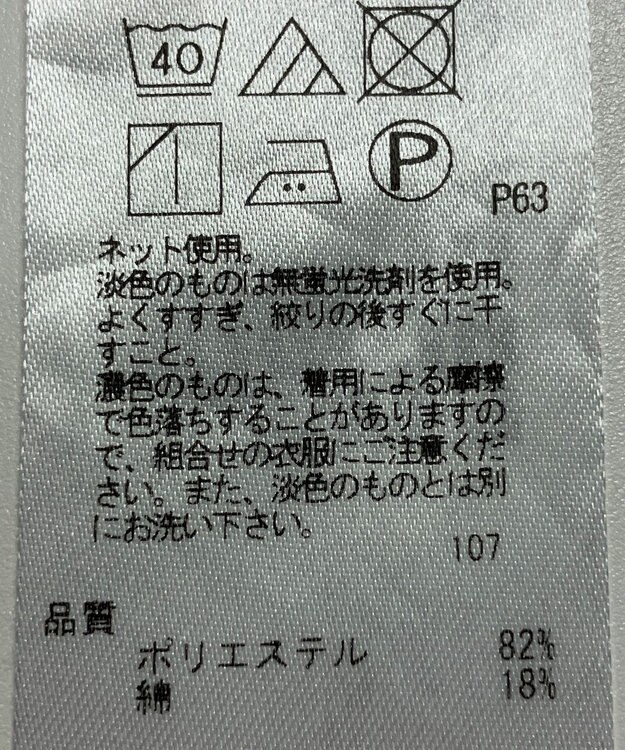 40
P
P63
ネット使用。
淡色のものは無蛍光洗剤を使用。
よくすすぎ、絞りの後すぐに干
すこと。
濃色のものは、着用による摩擦
で色落ちすることがありますの
で、組合せの衣服にご注意くだ
さい。また、淡色のものとは別
にお洗い下さい。
107
品質
ポリエステル 82%
綿 18%